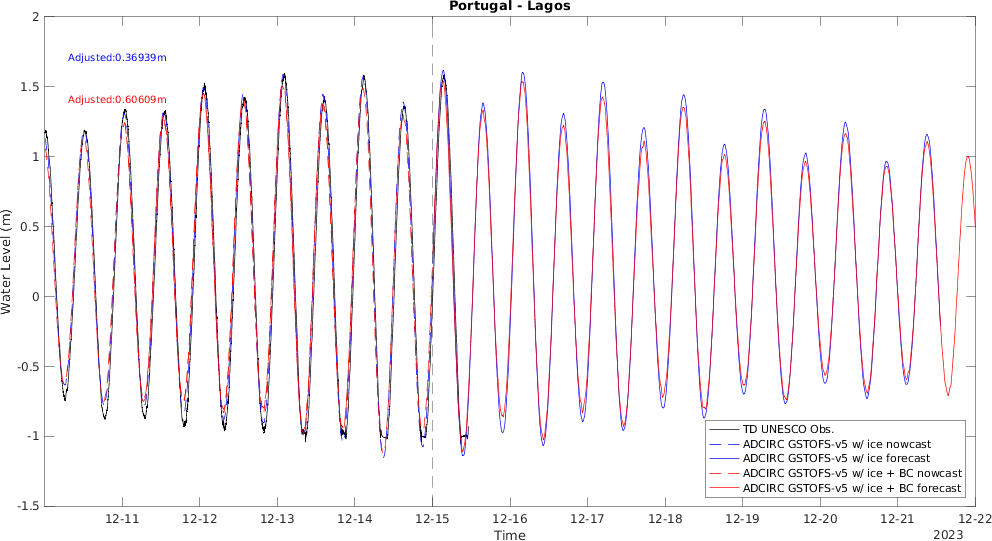 Portugal - Lagos
2
Adjusted:0.36939m
1.5
Adjusted:0.60609m
1
0.5
0
-0.5
-1
-1.5
Water Level (m)
TD UNESCO Obs.
ADCIRC GSTOFS-v5 w/ ice nowcast
ADCIRC GSTOFS-v5 w/ ice forecast
ADCIRC GSTOFS-v5 w/ ice + BC nowcast
ADCIRC GSTOFS-v5 w/ ice + BC forecast
12-11 12-12 12-13 12-14 12-15 12-16 12-17 12-18 12-19 12-20 12-21 12-22
Time
2023